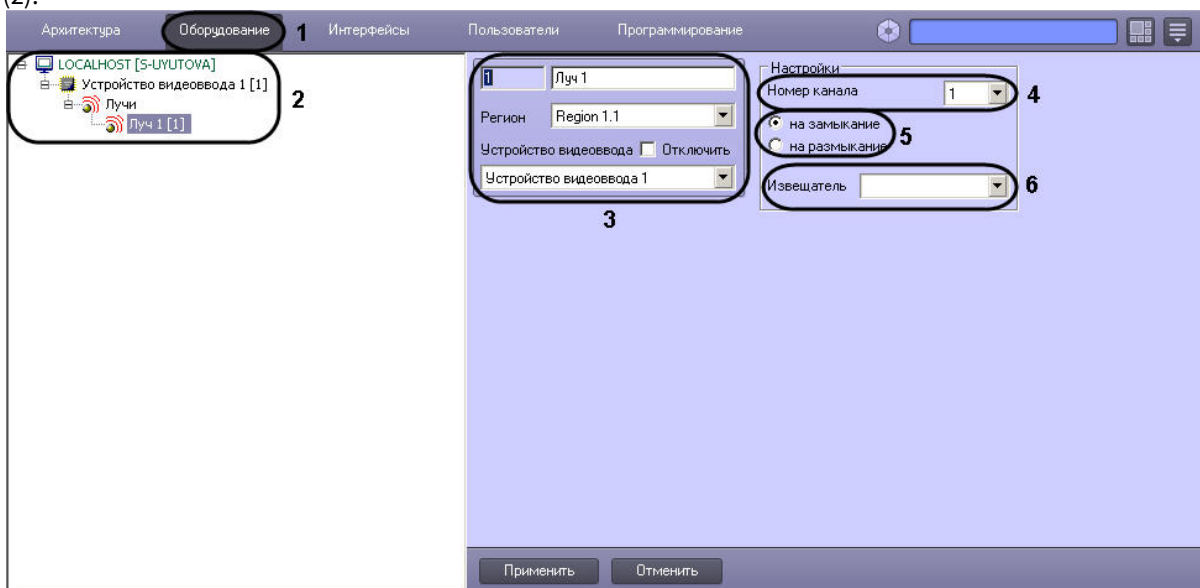 (2).
Архитектура Оборудование 1 Интерфейсы Пользователи Программирование
LOCALHOST [S-UYUTOVA]
Устройство видеоввода 1 [1]
Лучи
Луч 1 [1]
2
1 Луч 1
Регион Region 1.1
Устройство видеоввода Отключить
Устройство видеоввода 1
3
Настройки
Номер канала 1 4
на замыкание
на размыкание
5
Извещатель 6
Применить Отменить